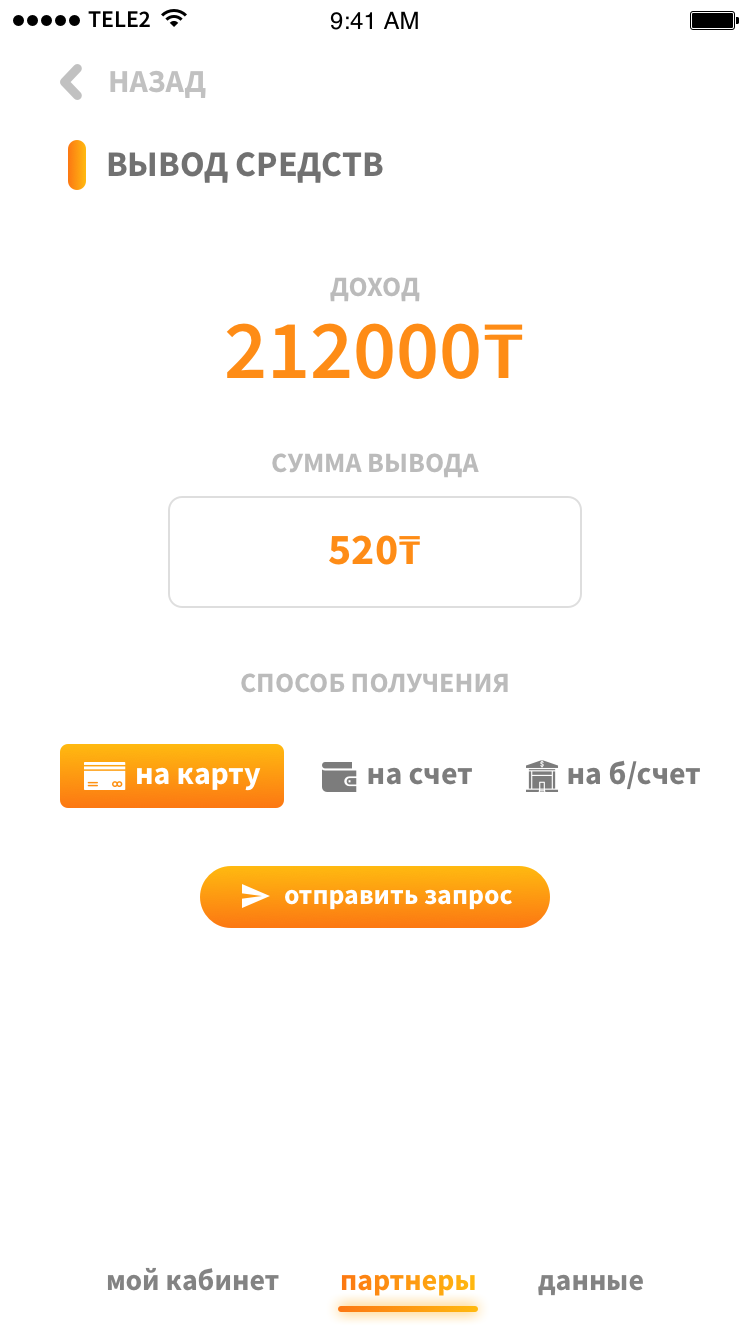 TELE2 9:41 AM
НАЗАД
ВЫВОД СРЕДСТВ
ДОХОД
212000₸
СУММА ВЫВОДА
520₸
СПОСОБ ПОЛУЧЕНИЯ
на карту на счет на б/счет
отправить запрос
мой кабинет партнеры данные